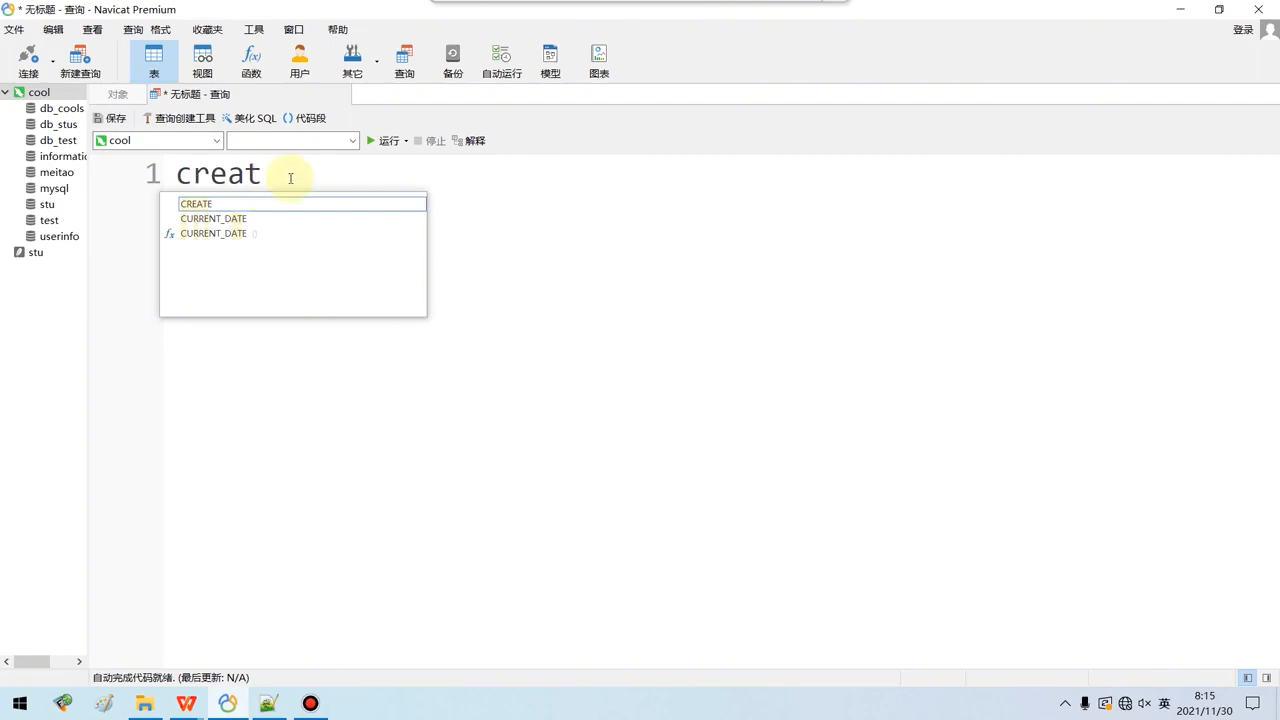 * 无标题 - 查询 - Navicat Premium
文件 编辑 查看 查询 格式 收藏夹 工具 窗口 帮助 登录
连接 新建查询 表 视图 函数 用户 其它 查询 备份 自动运行 模型 图表
cool
db_cools
db_stus
db_test
informatic
meitao
mysql
stu
test
userinfo
stu
对象 * 无标题 - 查询
保存 查询创建工具 美化 SQL () 代码段
cool 运行 停止 解释
1 creat
CREATE
CURRENT_DATE
fx CURRENT_DATE ()
自动完成代码就绪. (最后更新: N/A)
英 8:15
2021/11/30